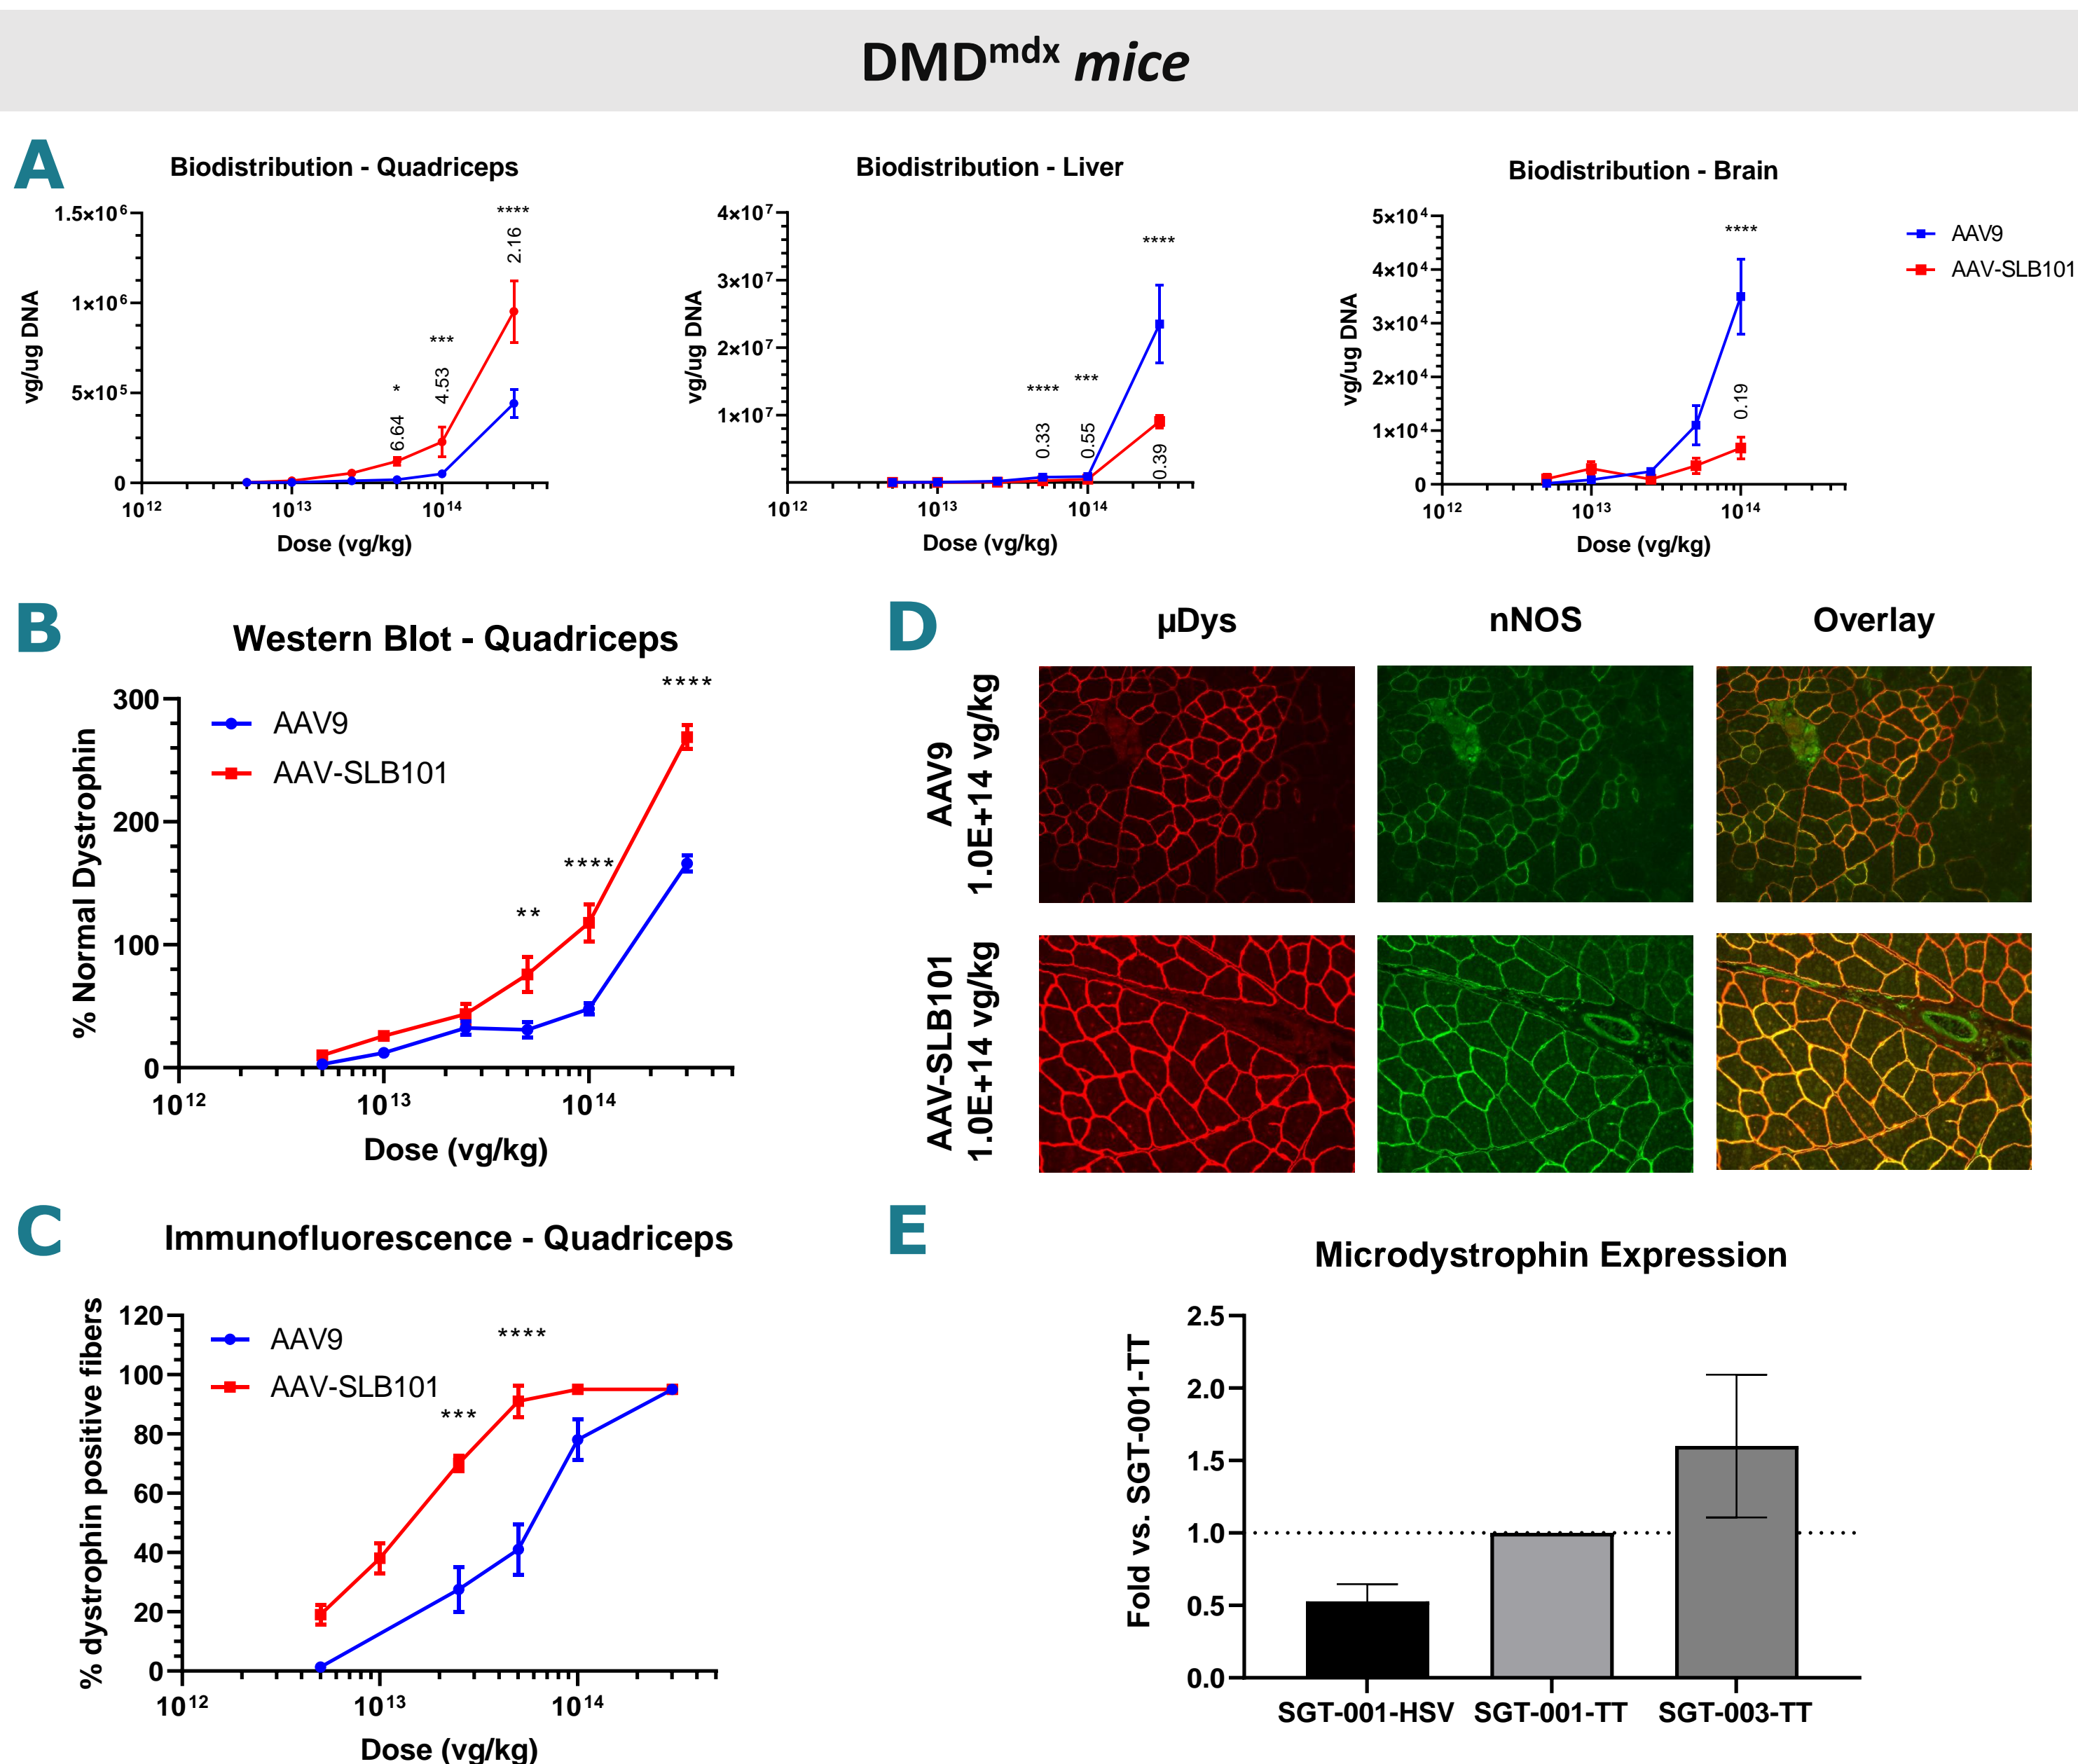 DMDmdx mice
A
Biodistribution - Quadriceps
vg/ug DNA
1.5×10⁶
1×10⁶
5×10⁵
0
10¹² 10¹³ 10¹⁴
Dose (vg/kg)
* 6.64
*** 4.53
**** 2.16
Biodistribution - Liver
vg/ug DNA
4×10⁷
3×10⁷
2×10⁷
1×10⁷
10¹² 10¹³ 10¹⁴
Dose (vg/kg)
**** 0.33
*** 0.55
****
0.39
Biodistribution - Brain
vg/ug DNA
5×10⁴
4×10⁴
3×10⁴
2×10⁴
1×10⁴
0
10¹² 10¹³ 10¹⁴
Dose (vg/kg)
****
0.19
AAV9
AAV-SLB101
B
Western Blot - Quadriceps
% Normal Dystrophin
300
200
100
0
10¹² 10¹³ 10¹⁴
Dose (vg/kg)
AAV9
AAV-SLB101
**
****
****
C
Immunofluorescence - Quadriceps
% dystrophin positive fibers
120
100
80
60
40
20
0
10¹² 10¹³ 10¹⁴
Dose (vg/kg)
AAV9
AAV-SLB101
***
****
D
µDys nNOS Overlay
AAV9
1.0E+14 vg/kg
AAV-SLB101
1.0E+14 vg/kg
E
Microdystrophin Expression
Fold vs. SGT-001-TT
2.5
2.0
1.5
1.0
0.5
0.0
SGT-001-HSV SGT-001-TT SGT-003-TT